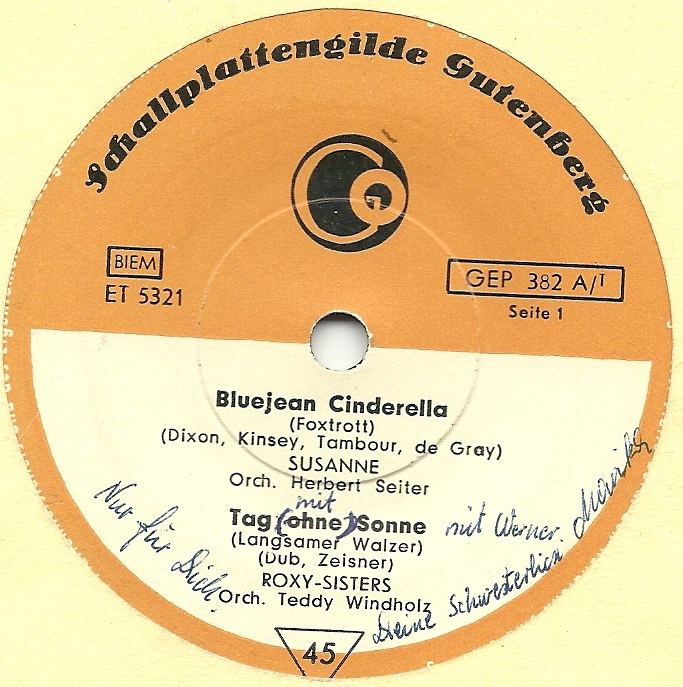 Schallplattengilde Gutenberg
BIEM
ET 5321
GEP 382 A/I
Seite 1
Bluejean Cinderella
(Foxtrott)
(Dixon, Kinsey, Tambour, de Gray)
SUSANNE
Orch. Herbert Seiter
mit
Tag (ohne) Sonne mit Werner.
(Langsamer Walzer)
(Dub, Zeisner)
ROXY-SISTERS
Orch. Teddy Windholz
Nur für Dich!
Deine Schwesterlich
45